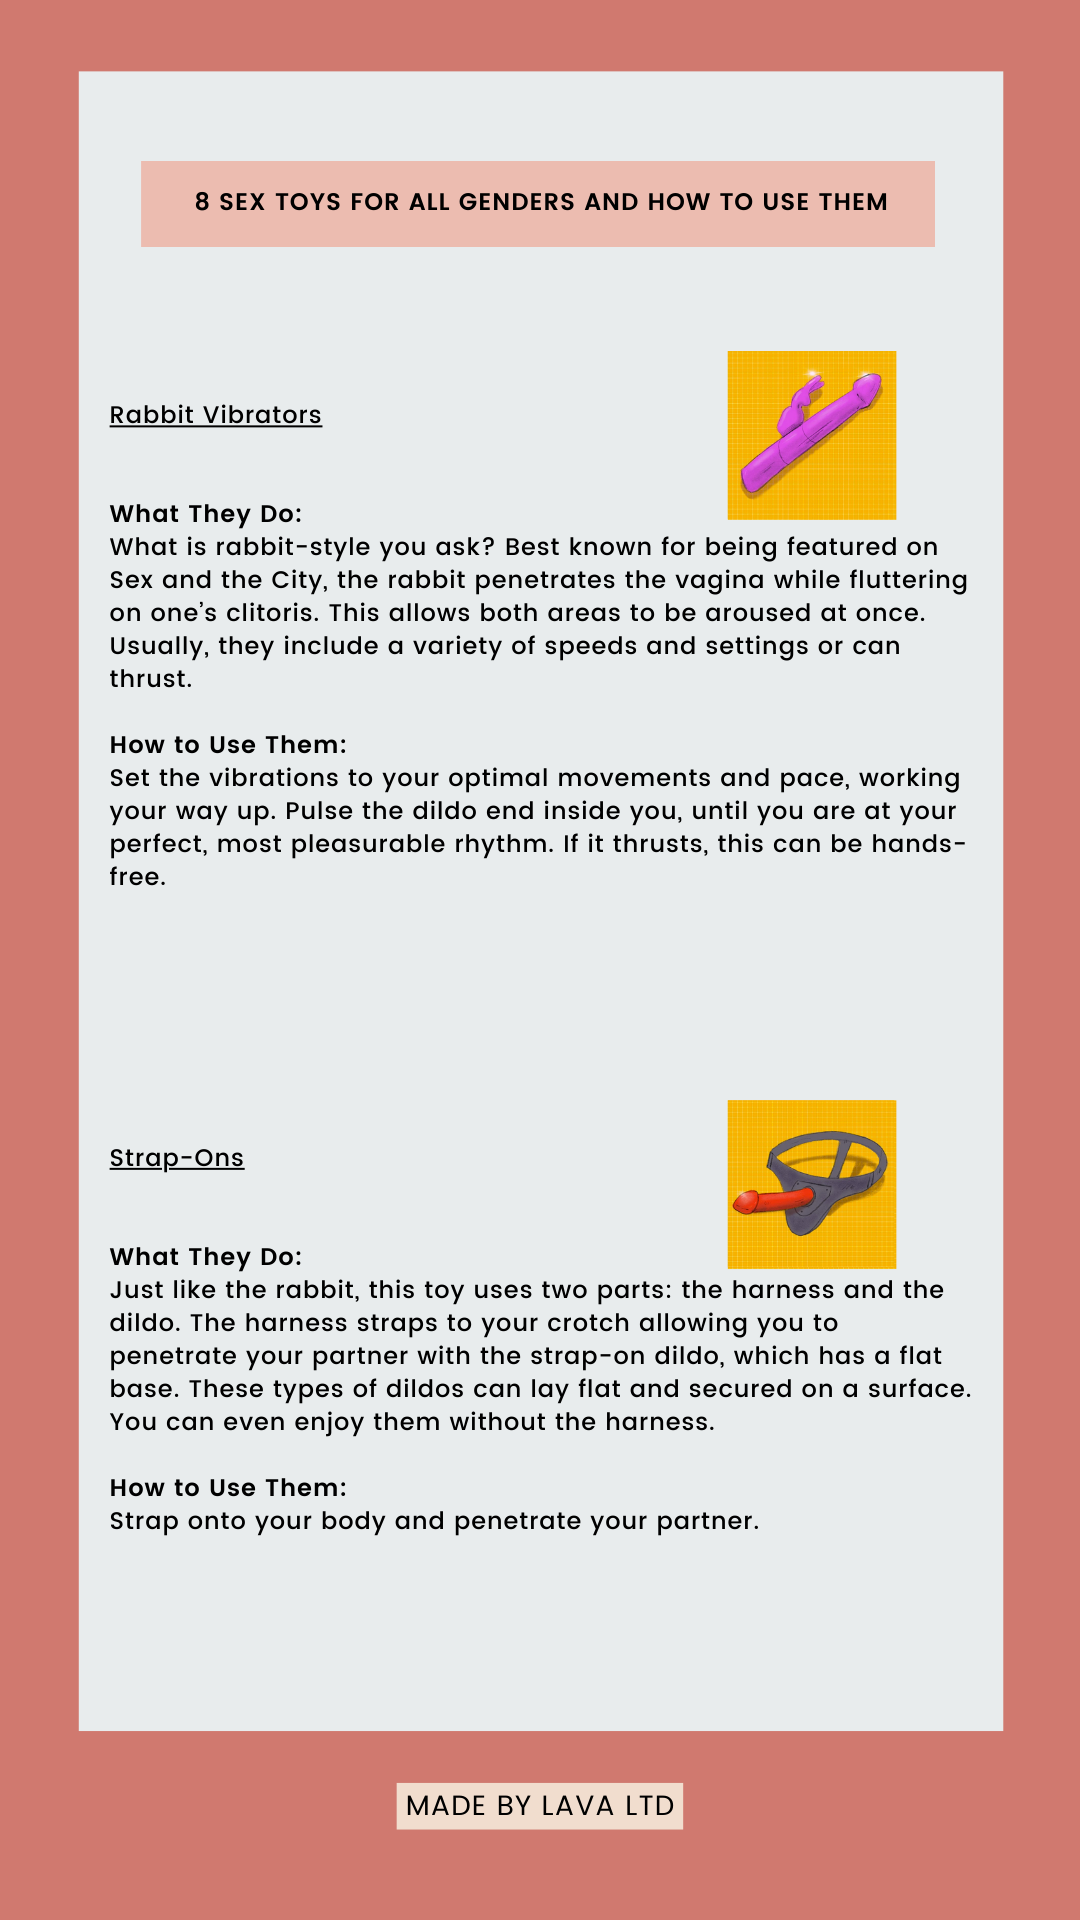 8 SEX TOYS FOR ALL GENDERS AND HOW TO USE THEM
Rabbit Vibrators
What They Do:
What is rabbit-style you ask? Best known for being featured on
Sex and the City, the rabbit penetrates the vagina while fluttering
on one’s clitoris. This allows both areas to be aroused at once.
Usually, they include a variety of speeds and settings or can
thrust.
How to Use Them:
Set the vibrations to your optimal movements and pace, working
your way up. Pulse the dildo end inside you, until you are at your
perfect, most pleasurable rhythm. If it thrusts, this can be hands-
free.
Strap-Ons
What They Do:
Just like the rabbit, this toy uses two parts: the harness and the
dildo. The harness straps to your crotch allowing you to
penetrate your partner with the strap-on dildo, which has a flat
base. These types of dildos can lay flat and secured on a surface.
You can even enjoy them without the harness.
How to Use Them:
Strap onto your body and penetrate your partner.
MADE BY LAVA LTD